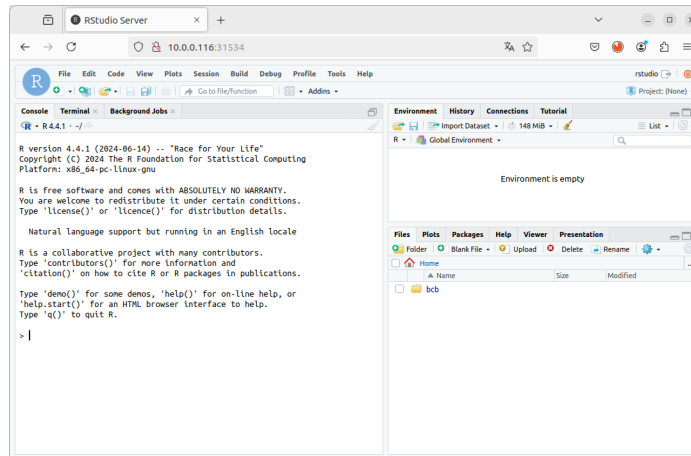 RStudio Server
10.0.0.116:31534
R
File Edit Code View Plots Session Build Debug Profile Tools Help
rstudio
Go to file/function
Addins
Project: (None)
Console Terminal Background Jobs
R 4.4.1 · ~/
R version 4.4.1 (2024-06-14) -- "Race for Your Life"
Copyright (C) 2024 The R Foundation for Statistical Computing
Platform: x86_64-pc-linux-gnu
R is free software and comes with ABSOLUTELY NO WARRANTY.
You are welcome to redistribute it under certain conditions.
Type 'license()' or 'licence()' for distribution details.
Natural language support but running in an English locale
R is a collaborative project with many contributors.
Type 'contributors()' for more information and
'citation()' on how to cite R or R packages in publications.
Type 'demo()' for some demos, 'help()' for on-line help, or
'help.start()' for an HTML browser interface to help.
Type 'q()' to quit R.
>
Environment History Connections Tutorial
Import Dataset 148 MiB List
R Global Environment
Environment is empty
Files Plots Packages Help Viewer Presentation
Folder Blank File Upload Delete Rename
Home
Name Size Modified
bcb